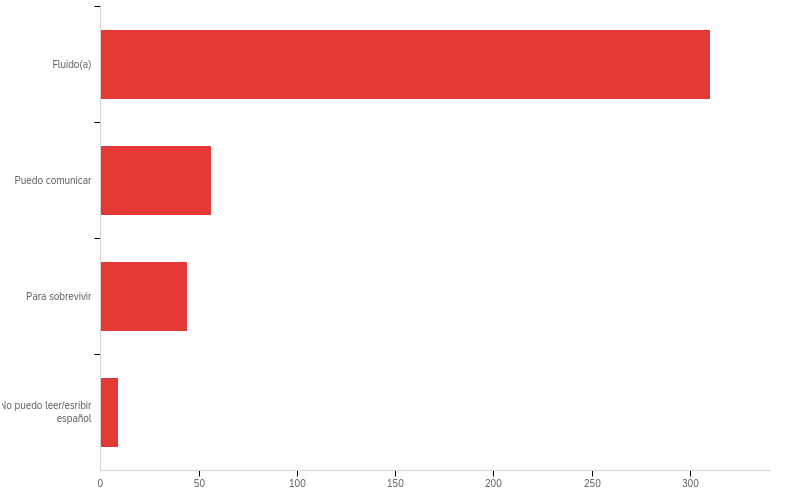 Fluido(a)
Puedo comunicar
Para sobrevivir
No puedo leer/esribir
español
0 50 100 150 200 250 300